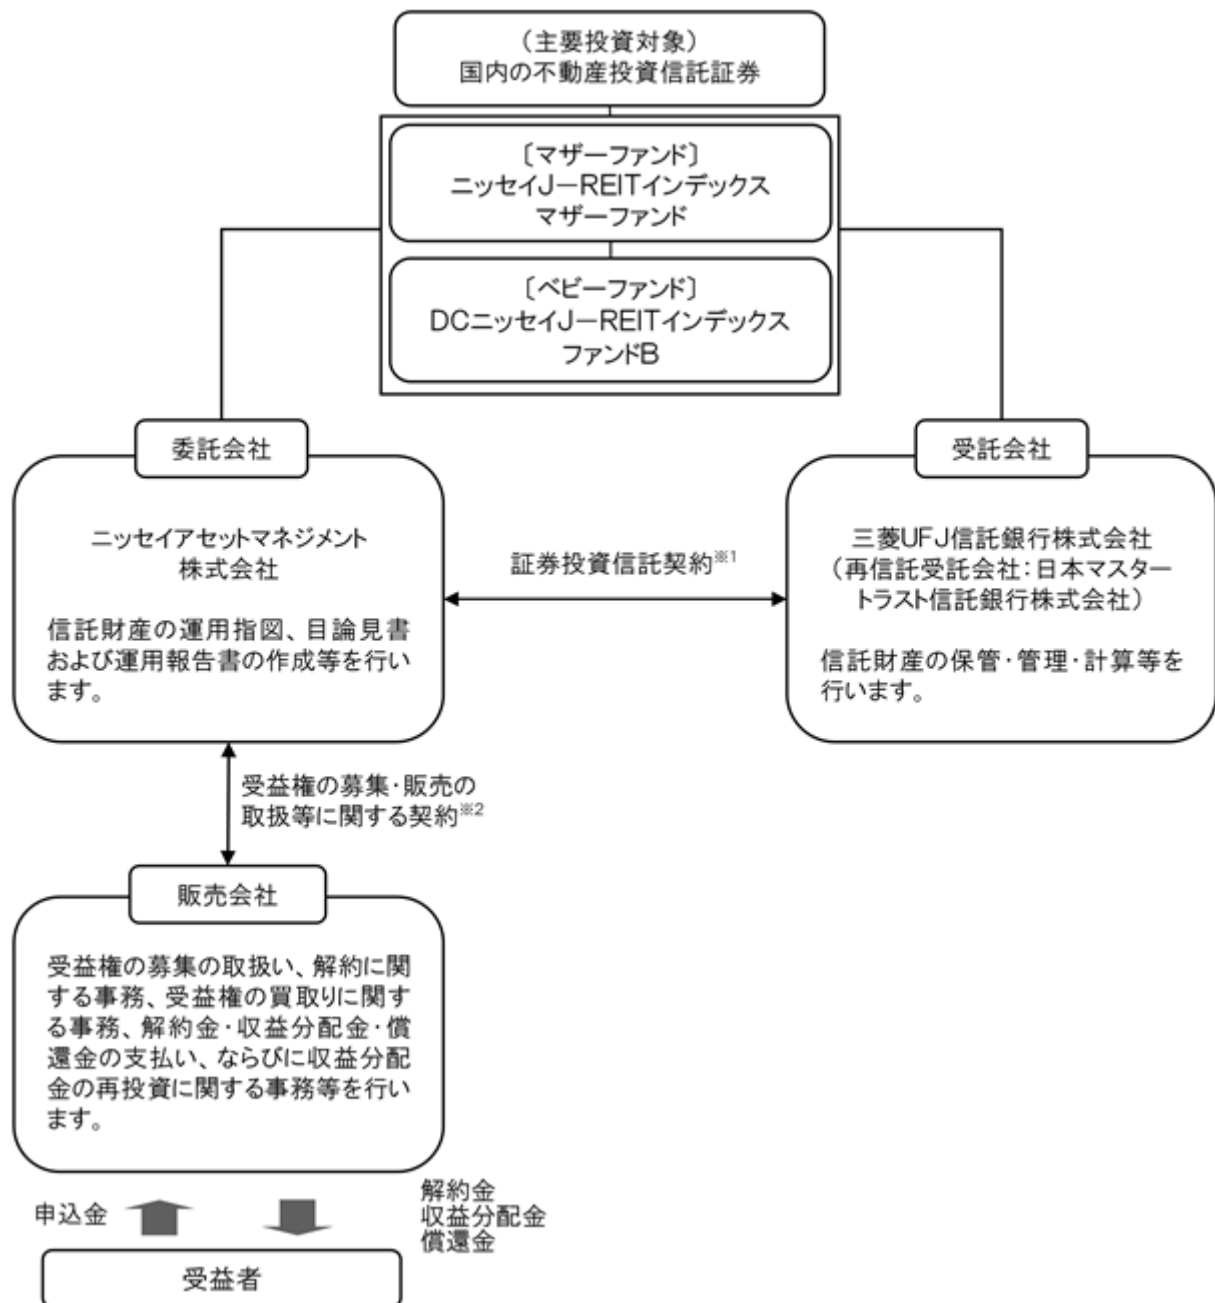 （主要投資対象）
国内の不動産投資信託証券
〔マザーファンド〕
ニッセイJ－REITインデックス
マザーファンド
〔ベビーファンド〕
DCニッセイJ－REITインデックス
ファンドB
委託会社
ニッセイアセットマネジメント
株式会社
信託財産の運用指図、目論見書
および運用報告書の作成等を行い
ます。
証券投資信託契約※1
受託会社
三菱UFJ信託銀行株式会社
（再信託受託会社：日本マスター
トラスト信託銀行株式会社）
信託財産の保管・管理・計算等を
行います。
受益権の募集・販売の
取扱等に関する契約※2
販売会社
受益権の募集の取扱い、解約に関
する事務、受益権の買取りに関す
る事務、解約金・収益分配金・償
還金の支払い、ならびに収益分配
金の再投資に関する事務等を行い
ます。
申込金
解約金
収益分配金
償還金
受益者